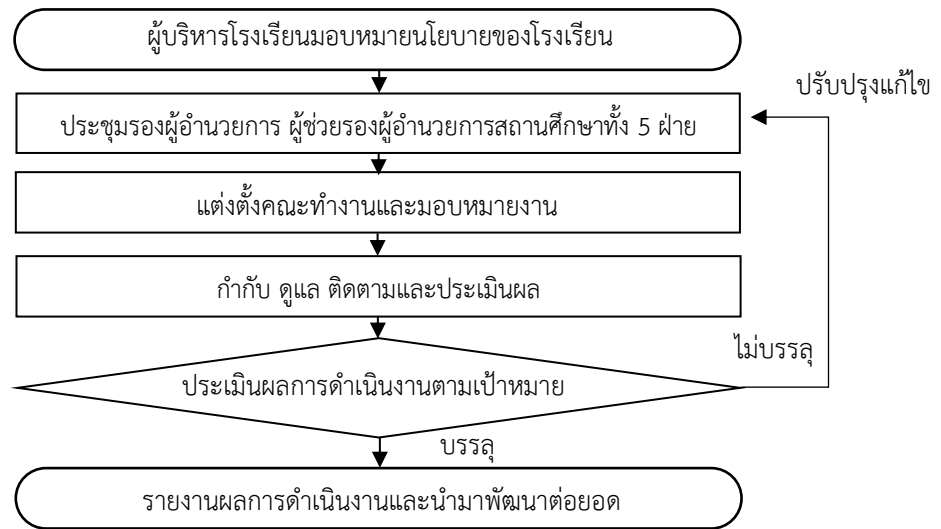 ผู้บริหารโรงเรียนมอบหมายนโยบายของโรงเรียน
ปรับปรุงแก้ไข
ประชุมรองผู้อำนวยการ ผู้ช่วยรองผู้อำนวยการสถานศึกษาทั้ง 5 ฝ่าย
แต่งตั้งคณะทำงานและมอบหมายงาน
กำกับ ดูแล ติดตามและประเมินผล
ไม่บรรลุ
ประเมินผลการดำเนินงานตามเป้าหมาย
บรรลุ
รายงานผลการดำเนินงานและนำมาพัฒนาต่อยอด